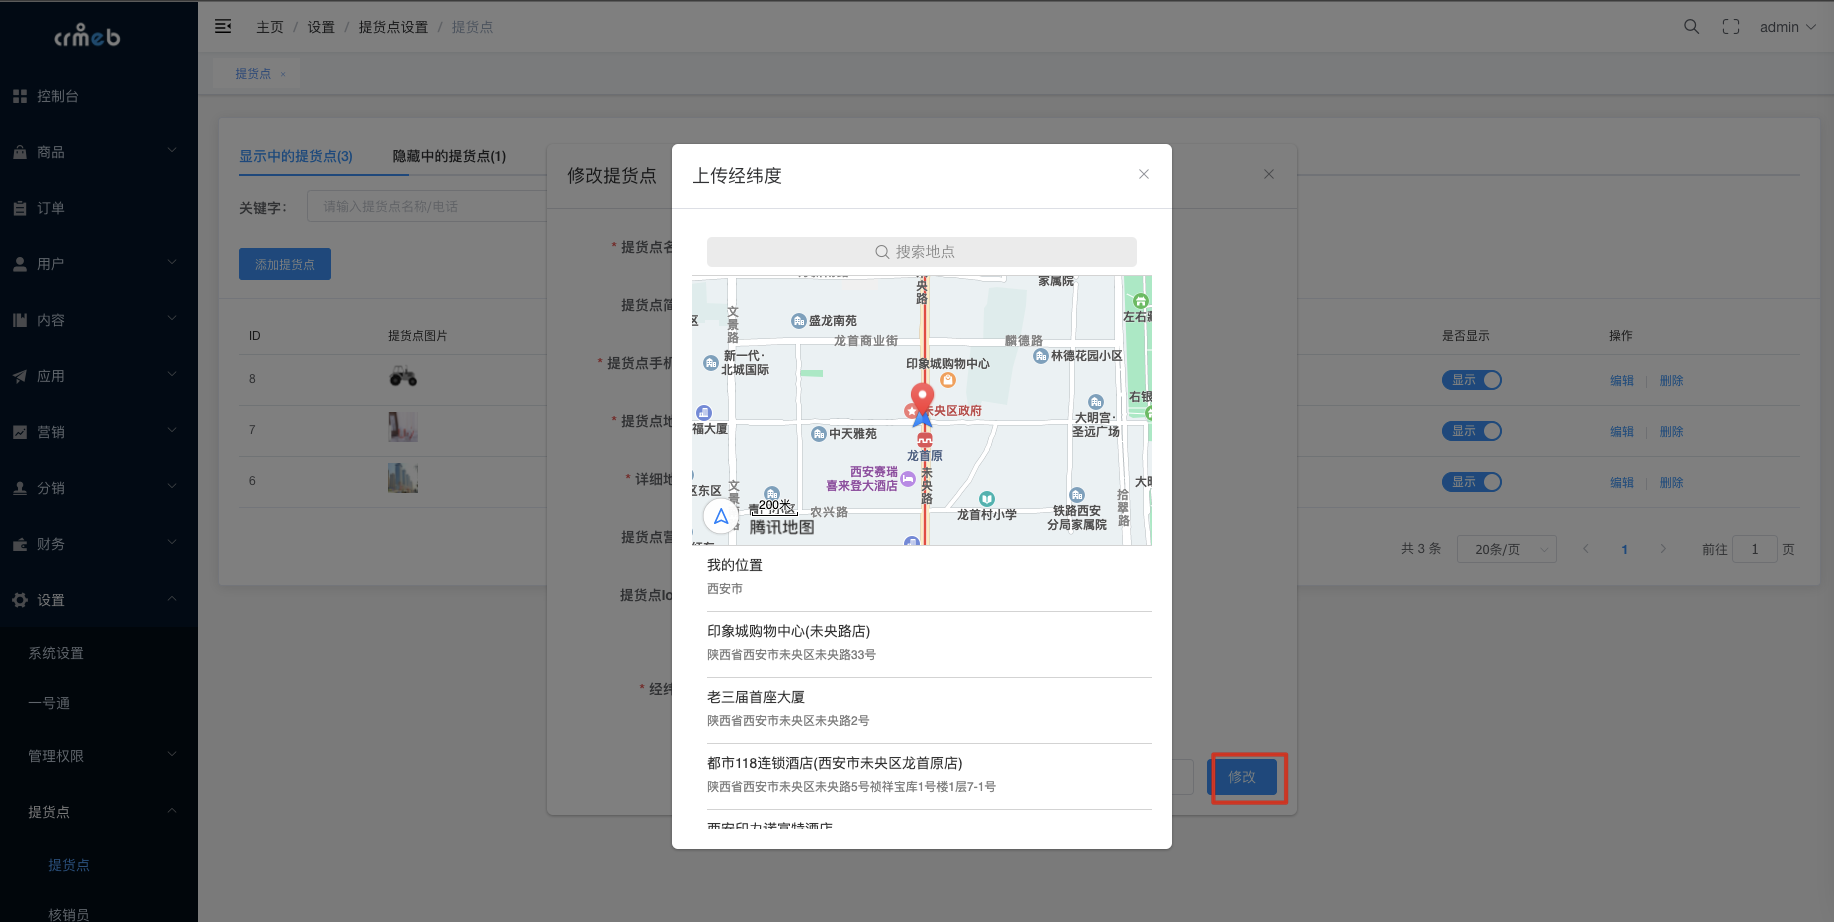 crmeb
主页 / 设置 / 提货点设置 / 提货点
admin
提货点 ×
控制台
商品
订单
用户
内容
应用
营销
分销
财务
设置
系统设置
一号通
管理权限
提货点
提货点
核销员
显示中的提货点(3)
隐藏中的提货点(1)
关键字：
请输入提货点名称/电话
添加提货点
ID
提货点图片
是否显示
操作
8
显示
编辑
删除
7
显示
编辑
删除
6
显示
编辑
删除
共 3 条
20条/页
1
前往
1
页
修改提货点
* 提货点名
提货点简
* 提货点手机
* 提货点地
* 详细地
提货点营
提货点lo
* 经纬
修改
上传经纬度
搜索地点
家属院
未央路
文景路
左右
区
盛龙南苑
龙首商业街
麟德路
新一代·
北城国际
印象城购物中心
林德花园小区
右银
未央区政府
大明宫·
圣远广场
福大厦
中天雅苑
龙首原
西安赛瑞
喜来登大酒店
未央路
区东区
文景路
200米
农兴路
腾讯地图
龙首村小学
铁路西安
分局家属院
拾翠路
我的位置
西安市
印象城购物中心(未央路店)
陕西省西安市未央区未央路33号
老三届首座大厦
陕西省西安市未央区未央路2号
都市118连锁酒店(西安市未央区龙首原店)
陕西省西安市未央区未央路5号祯祥宝库1号楼1层7-1号